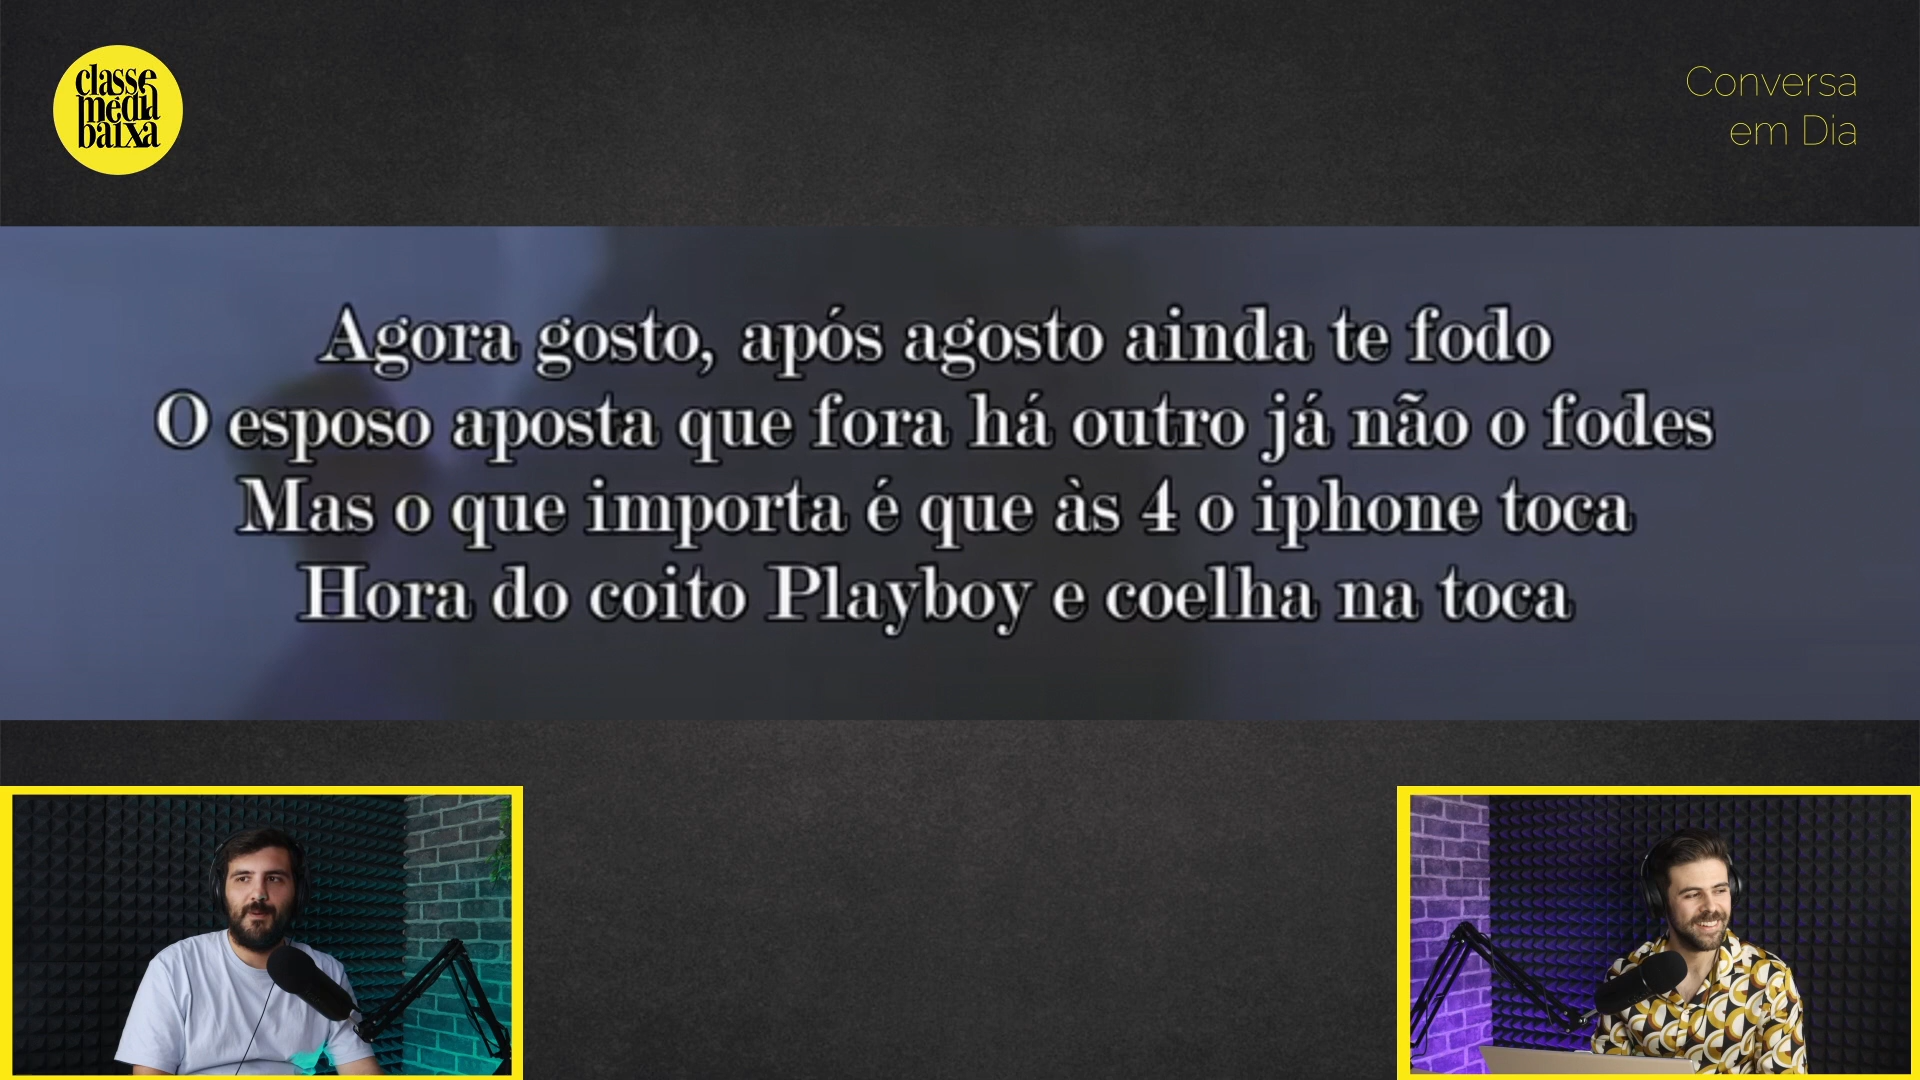 classe
média
baixa
Conversa
em Dia
Agora gosto, após agosto ainda te fodo
O esposo aposta que fora há outro já não o fodes
Mas o que importa é que às 4 o iphone toca
Hora do coito Playboy e coelha na toca